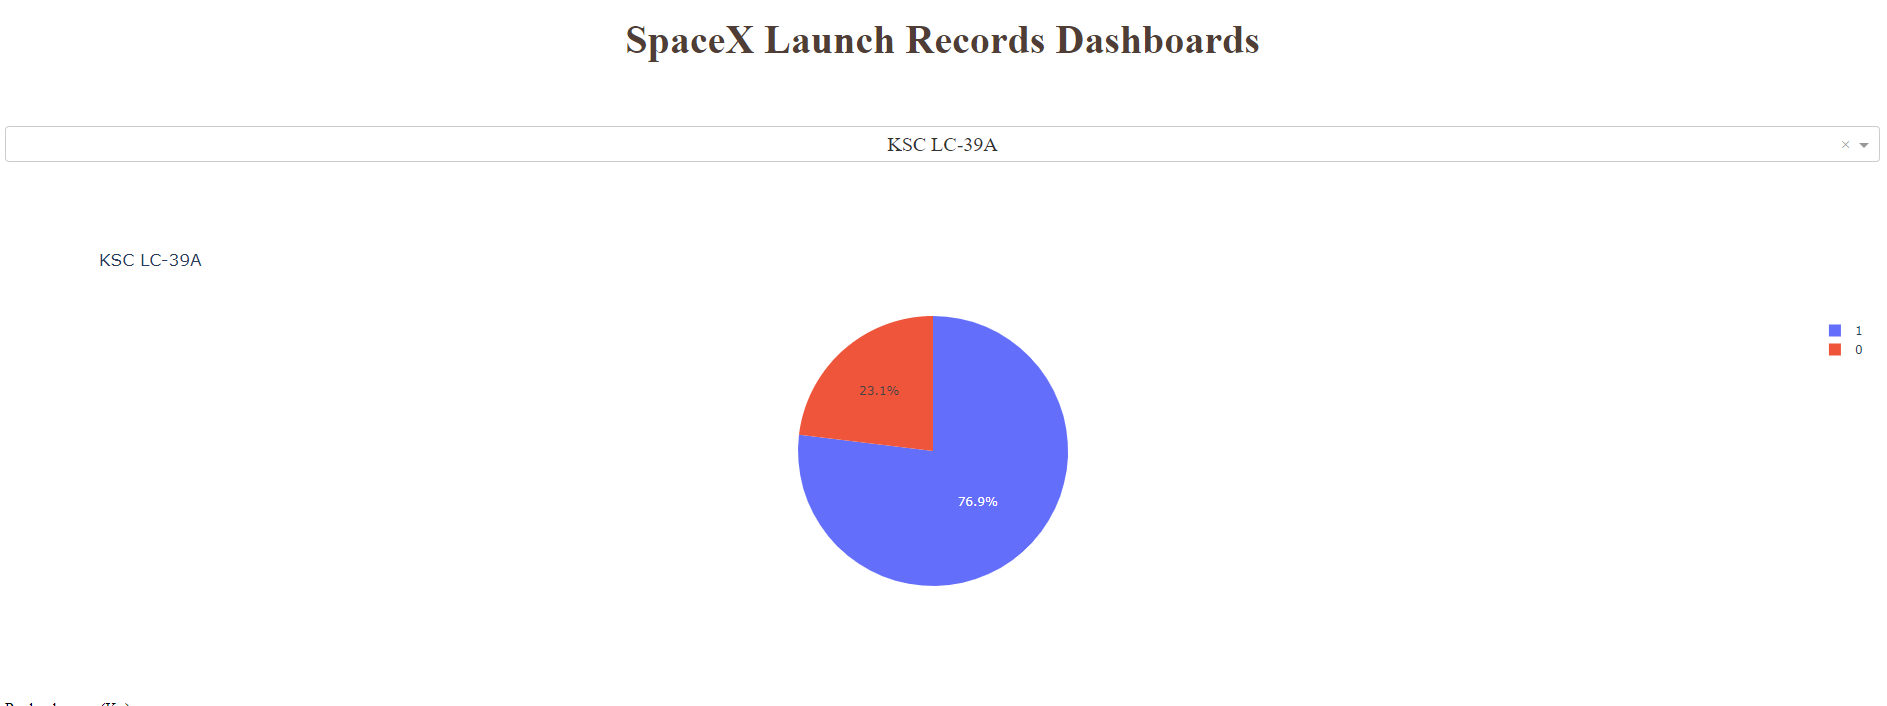 SpaceX Launch Records Dashboards
KSC LC-39A
KSC LC-39A
1
0
23.1%
76.9%